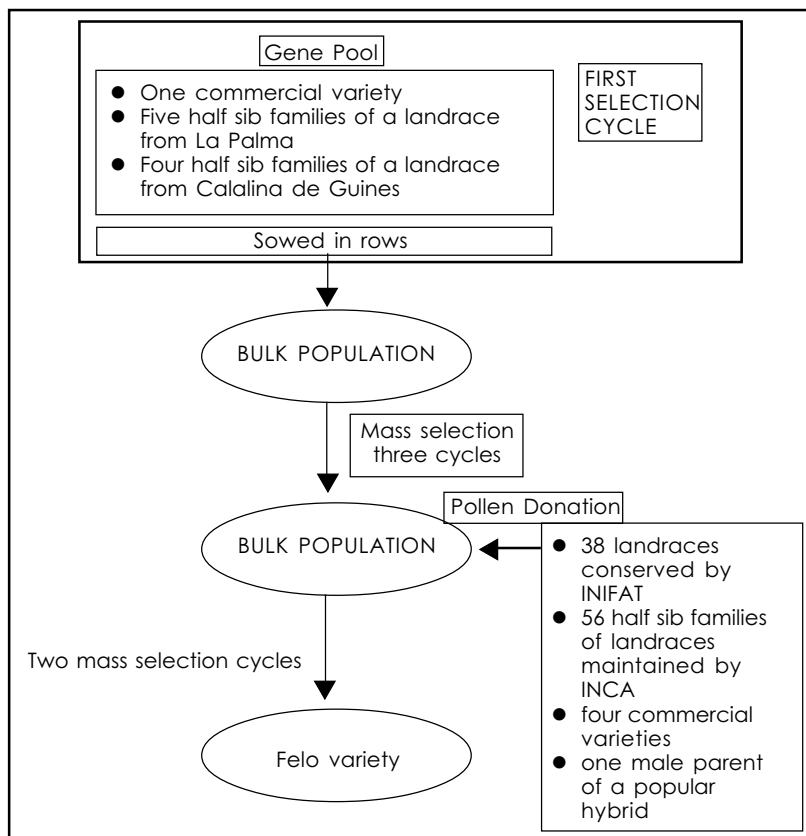 Gene Pool
● One commercial variety
● Five half sib families of a landrace
from La Palma
● Four half sib families of a landrace
from Calalina de Guines
Sowed in rows
FIRST
SELECTION
CYCLE
BULK POPULATION
Mass selection
three cycles
Pollen Donation
BULK POPULATION
● 38 landraces
conserved by
INIFAT
● 56 half sib families
of landraces
maintained by
INCA
● four commercial
varieties
● one male parent
of a popular
hybrid
Two mass selection cycles
Felo variety